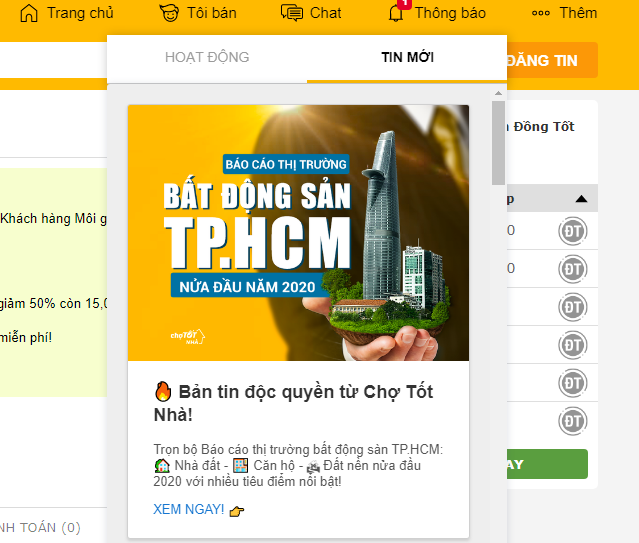 Trang chủ
Tôi bán
Chat
1
Thông báo
Thêm
HOẠT ĐỘNG
TIN MỚI
ĐĂNG TIN
Đồng Tốt
BÁO CÁO THỊ TRƯỜNG
BẤT ĐỘNG SẢN
TP.HCM
NỬA ĐẦU NĂM 2020
chợTỐT
NHÀ
Khách hàng Môi g
giảm 50% còn 15,0
miễn phí!
p
0 ĐT
0 ĐT
ĐT
ĐT
ĐT
ĐT
AY
🔥 Bản tin độc quyền từ Chợ Tốt
Nhà!
Trọn bộ Báo cáo thị trường bất động sản TP.HCM:
🏡 Nhà đất - 🏢 Căn hộ - Đất nền nửa đầu
2020 với nhiều tiêu điểm nổi bật!
XEM NGAY! 👉
NH TOÁN (0)